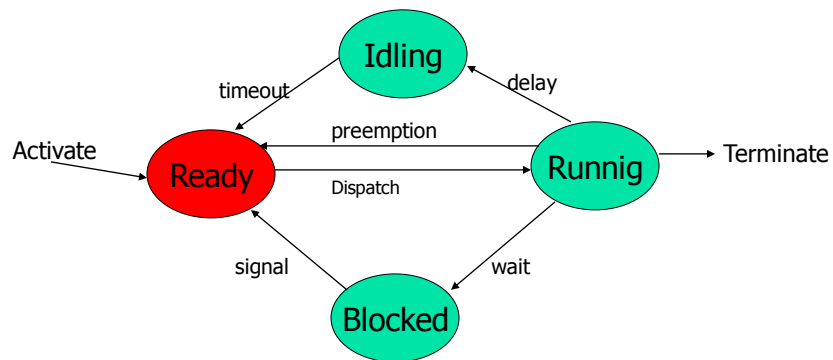 Idling
timeout
delay
preemption
Activate
Ready
Dispatch
Runnig
Terminate
signal
wait
Blocked